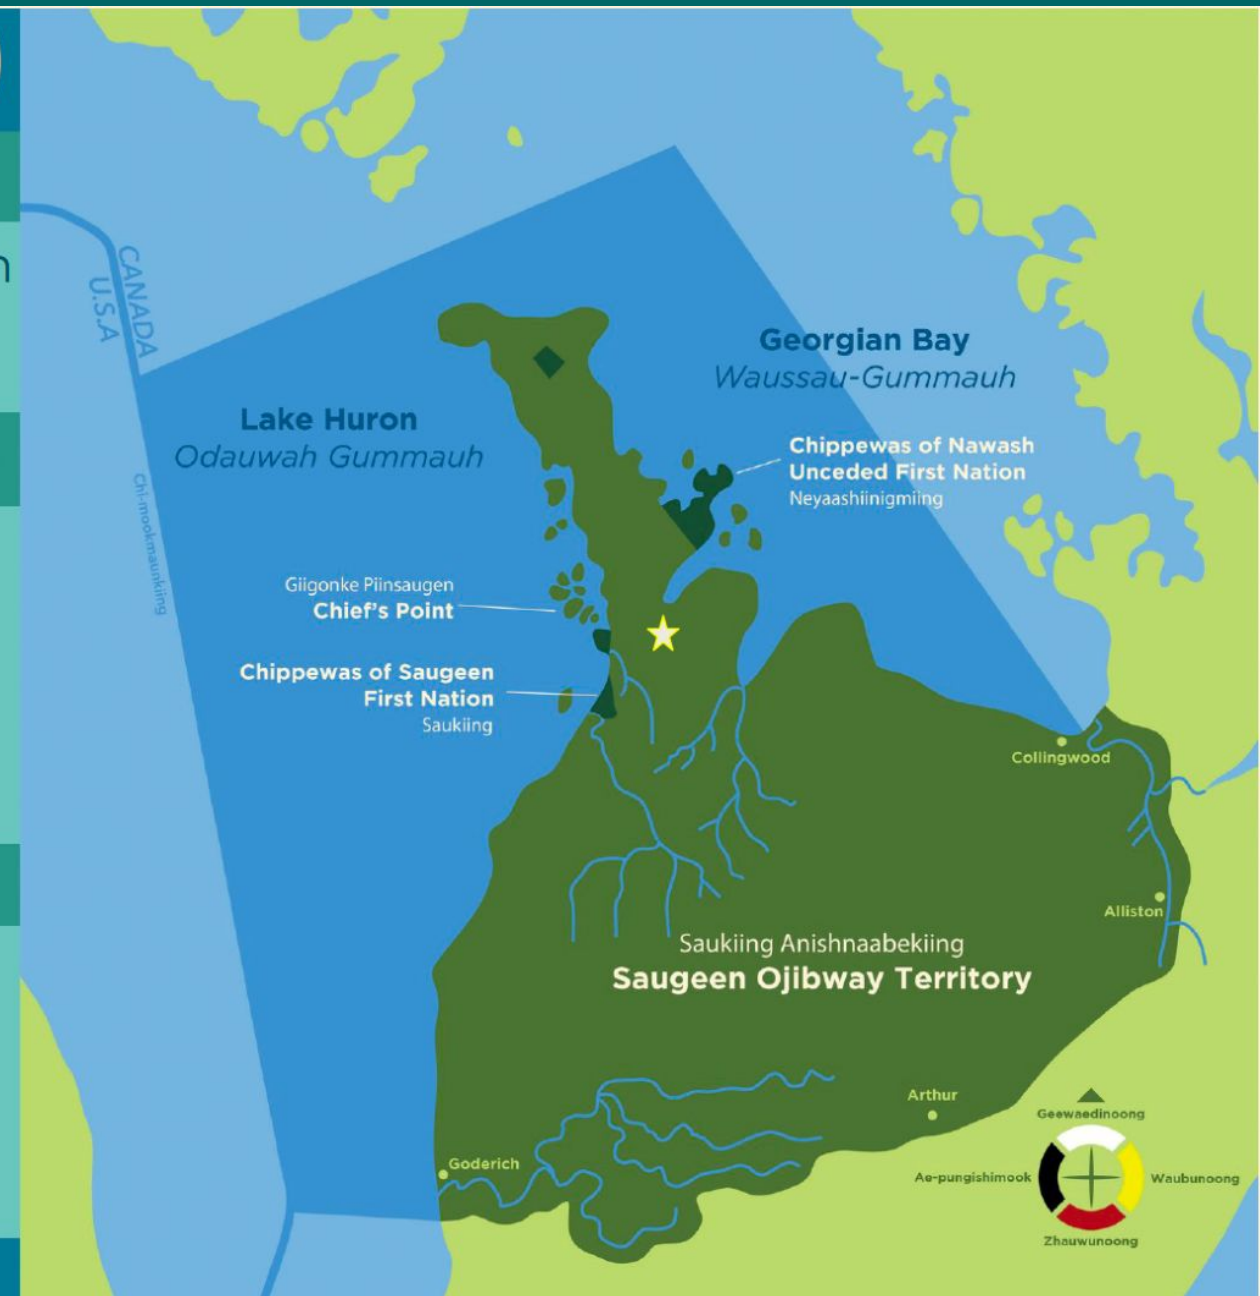 CANADA
U.S.A
Georgian Bay
Waussau-Gummauh
Lake Huron
Odauwah Gummauh
Chippewas of Nawash
Unceded First Nation
Neyaashiinigmiing
Chi-mookmaunkiing
Giigonke Piinsaugen
Chief's Point
Chippewas of Saugeen
First Nation
Saukiing
Collingwood
Alliston
Saukiing Anishnaabekiing
Saugeen Ojibway Territory
Arthur
Goderich
Geewaedinoong
Ae-pungishimook
Waubunoong
Zhauwunoong